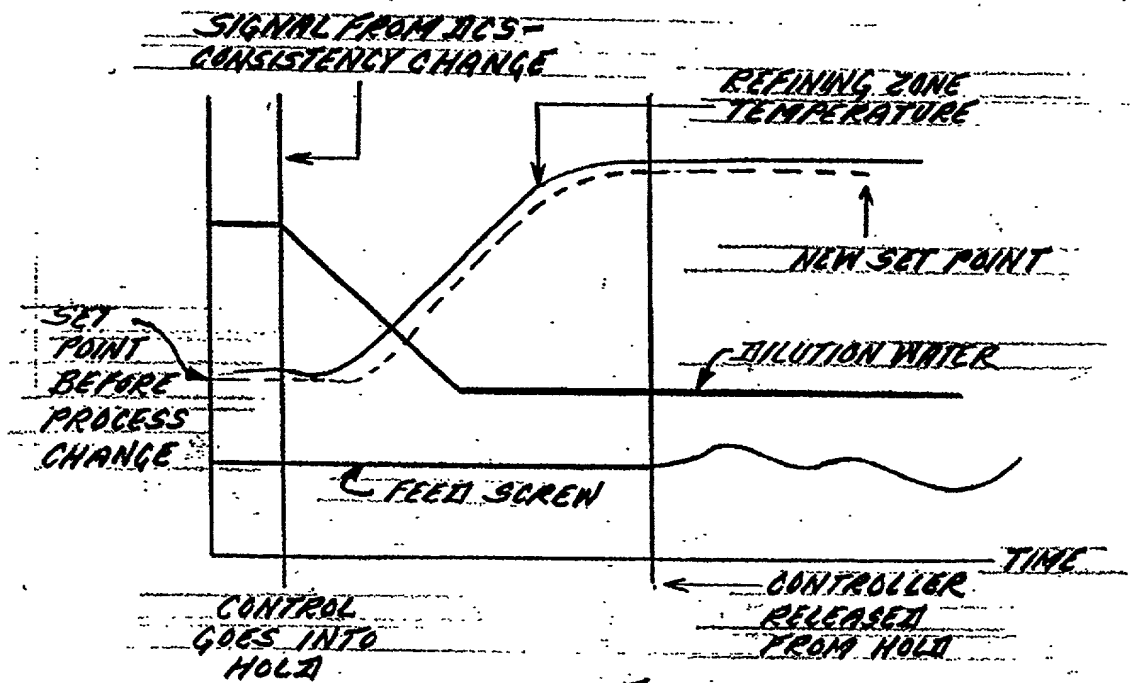 SIGNAL FROM DCS-
CONSISTENCY CHANGE
REFINING ZONE
TEMPERATURE
NEW SET POINT
SET
POINT
BEFORE
PROCESS
CHANGE
DILUTION WATER
FEED SCREW
TIME
CONTROL
GOES INTO
HOLD
CONTROLLER
RELEASED
FROM HOLD